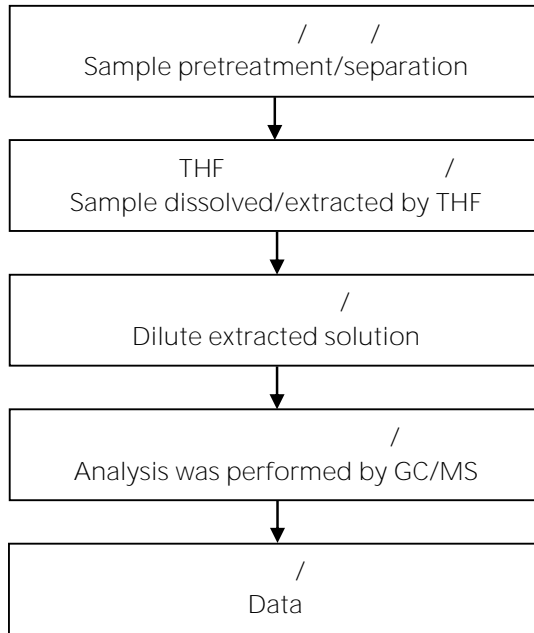 / /
Sample pretreatment/separation
THF /
Sample dissolved/extracted by THF
/
Dilute extracted solution
/
Analysis was performed by GC/MS
/
Data